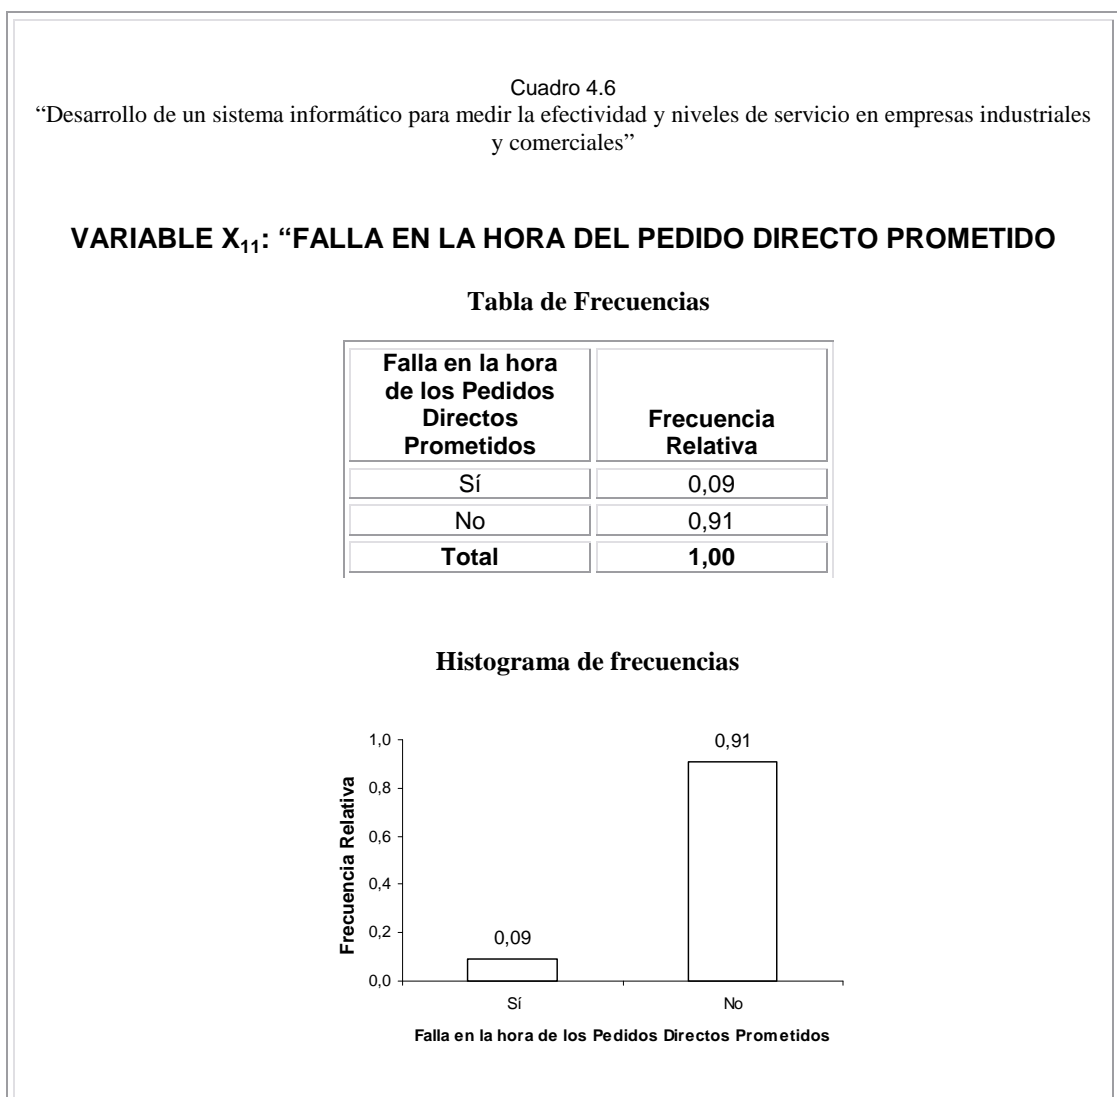 Cuadro 4.6
“Desarrollo de un sistema informático para medir la efectividad y niveles de servicio en empresas industriales
y comerciales”
VARIABLE X₁₁: “FALLA EN LA HORA DEL PEDIDO DIRECTO PROMETIDO
Tabla de Frecuencias
Falla en la hora
de los Pedidos
Directos
Prometidos
Frecuencia
Relativa
Sí 0,09
No 0,91
Total 1,00
Histograma de frecuencias
Frecuencia Relativa
1,0
0,8
0,6
0,4
0,2
0,0
0,09
0,91
Sí No
Falla en la hora de los Pedidos Directos Prometidos